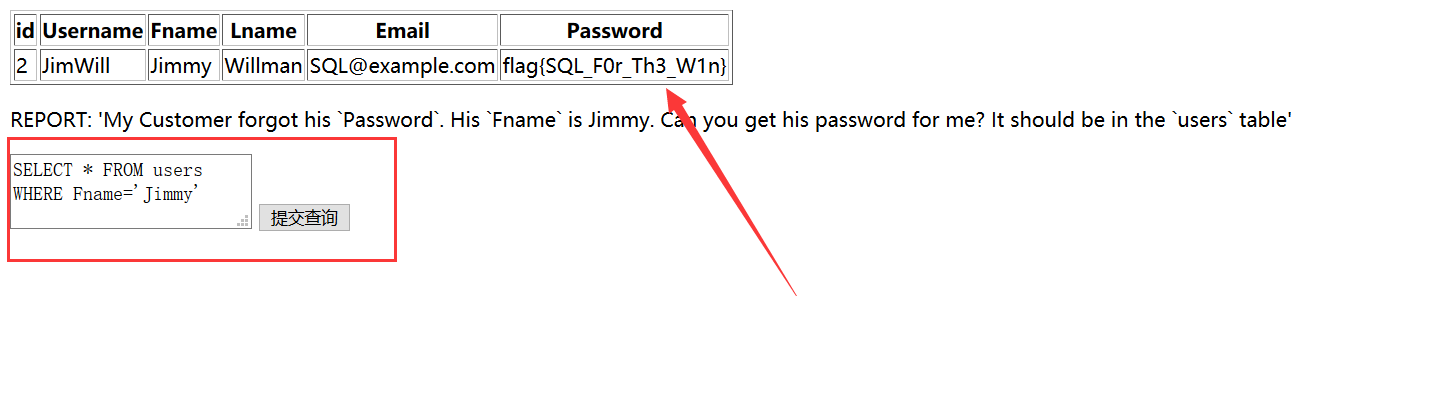 id Username Fname Lname Email Password
2 JimWill Jimmy Willman SQL@example.com flag{SQL_F0r_Th3_W1n}
REPORT: 'My Customer forgot his `Password`. His `Fname` is Jimmy. Can you get his password for me? It should be in the `users` table'
SELECT * FROM users
WHERE Fname='Jimmy'
提交查询